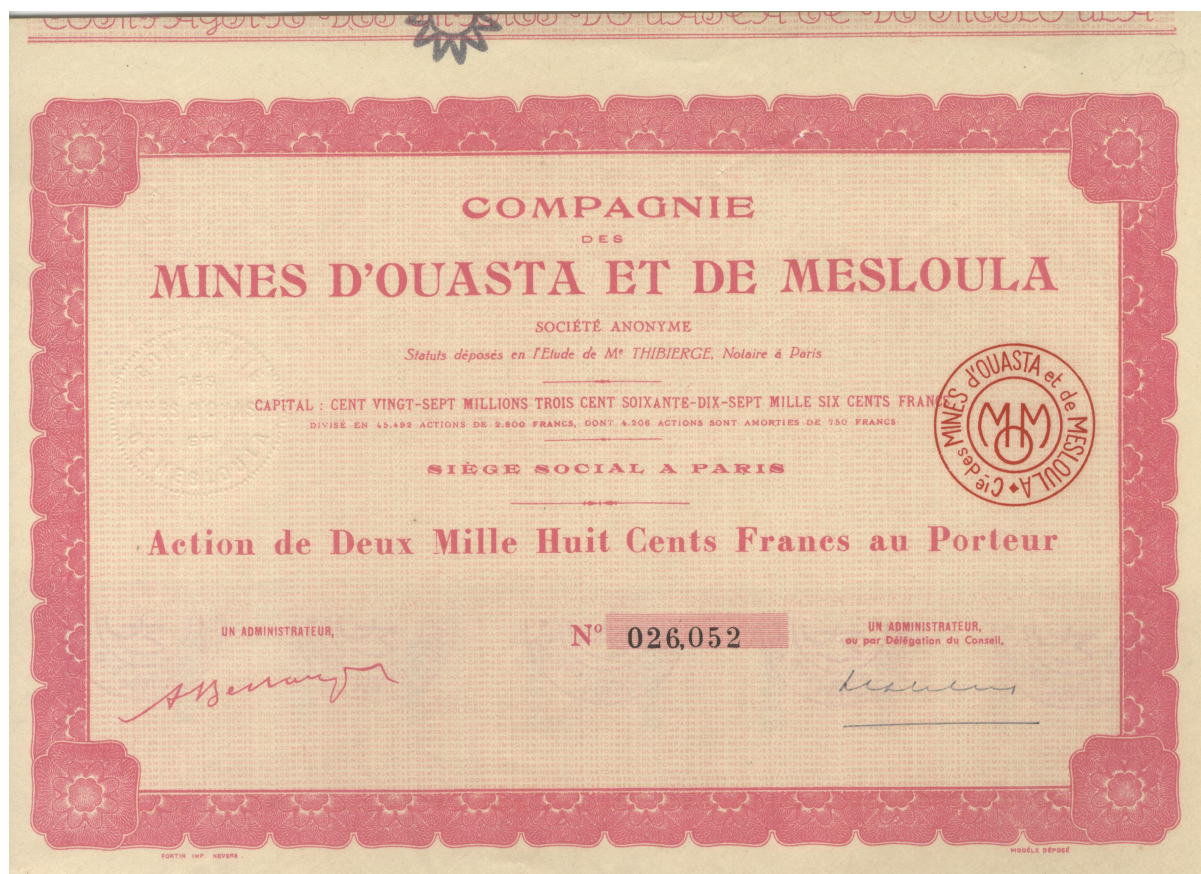 COMPAGNIE
DES
MINES D'OUASTA ET DE MESLOULA
SOCIÉTÉ ANONYME
Statuts déposés en l'Etude de Me THIBIERGE, Notaire à Paris
CAPITAL : CENT VINGT-SEPT MILLIONS TROIS CENT SOIXANTE-DIX-SEPT MILLE SIX CENTS FRANCS
DIVISÉ EN 45.492 ACTIONS DE 2.800 FRANCS, DONT 4.206 ACTIONS SONT AMORTIES DE 750 FRANCS
Cie des MINES d'OUASTA et de MESLOULA
MOM
SIÈGE SOCIAL A PARIS
Action de Deux Mille Huit Cents Francs au Porteur
UN ADMINISTRATEUR,
No 026,052
UN ADMINISTRATEUR,
ou par Délégation du Conseil,
FORTIN IMP. NEVERS.
MODÈLE DÉPOSÉ